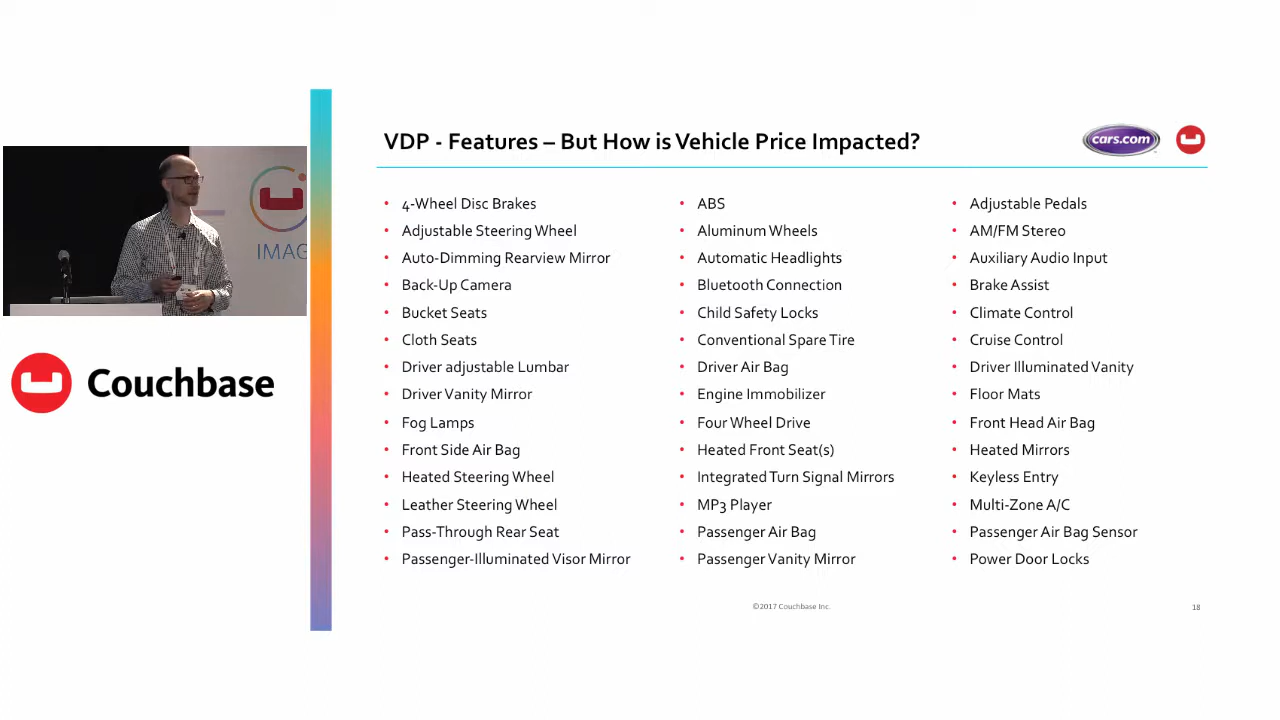 VDP - Features – But How is Vehicle Price Impacted?
cars.com
IMAG
Couchbase
• 4-Wheel Disc Brakes
• Adjustable Steering Wheel
• Auto-Dimming Rearview Mirror
• Back-Up Camera
• Bucket Seats
• Cloth Seats
• Driver adjustable Lumbar
• Driver Vanity Mirror
• Fog Lamps
• Front Side Air Bag
• Heated Steering Wheel
• Leather Steering Wheel
• Pass-Through Rear Seat
• Passenger-Illuminated Visor Mirror
• ABS
• Aluminum Wheels
• Automatic Headlights
• Bluetooth Connection
• Child Safety Locks
• Conventional Spare Tire
• Driver Air Bag
• Engine Immobilizer
• Four Wheel Drive
• Heated Front Seat(s)
• Integrated Turn Signal Mirrors
• MP3 Player
• Passenger Air Bag
• Passenger Vanity Mirror
• Adjustable Pedals
• AM/FM Stereo
• Auxiliary Audio Input
• Brake Assist
• Climate Control
• Cruise Control
• Driver Illuminated Vanity
• Floor Mats
• Front Head Air Bag
• Heated Mirrors
• Keyless Entry
• Multi-Zone A/C
• Passenger Air Bag Sensor
• Power Door Locks
©2017 Couchbase Inc.
18